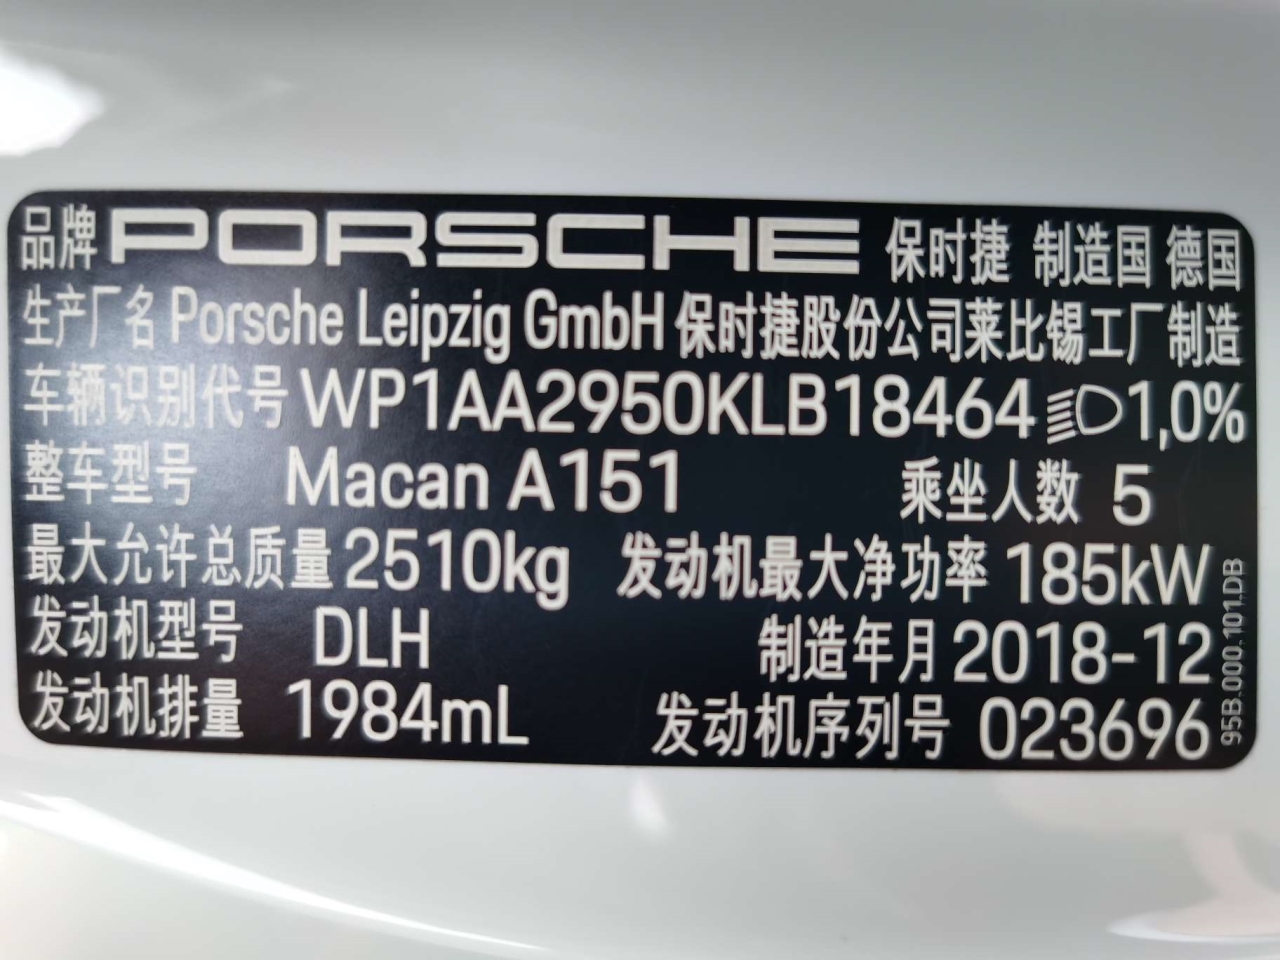 品牌 PORSCHE 保时捷 制造国 德国
生产厂名 Porsche Leipzig GmbH 保时捷股份公司莱比锡工厂制造
车辆识别代号 WP1AA2950KLB18464 1,0%
整车型号 Macan A151 乘坐人数 5
最大允许总质量 2510kg 发动机最大净功率 185kW
发动机型号 DLH 制造年月 2018-12
发动机排量 1984mL 发动机序列号 023696
95B.000.101.DB